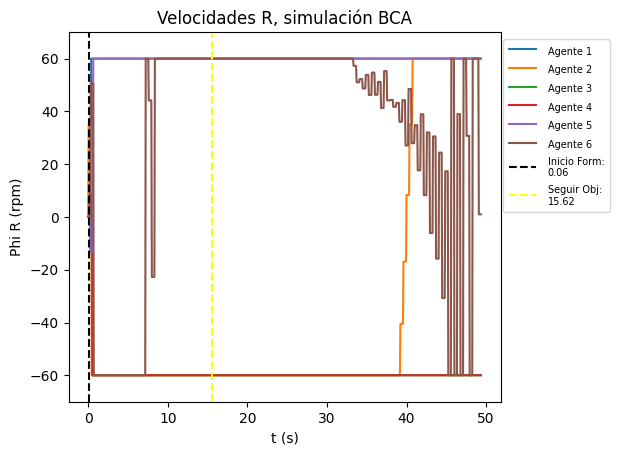 Velocidades R, simulación BCA
Phi R (rpm)
60
40
20
0
−20
−40
−60
0
10
20
30
40
50
t (s)
Agente 1
Agente 2
Agente 3
Agente 4
Agente 5
Agente 6
Inicio Form:
0.06
Seguir Obj:
15.62